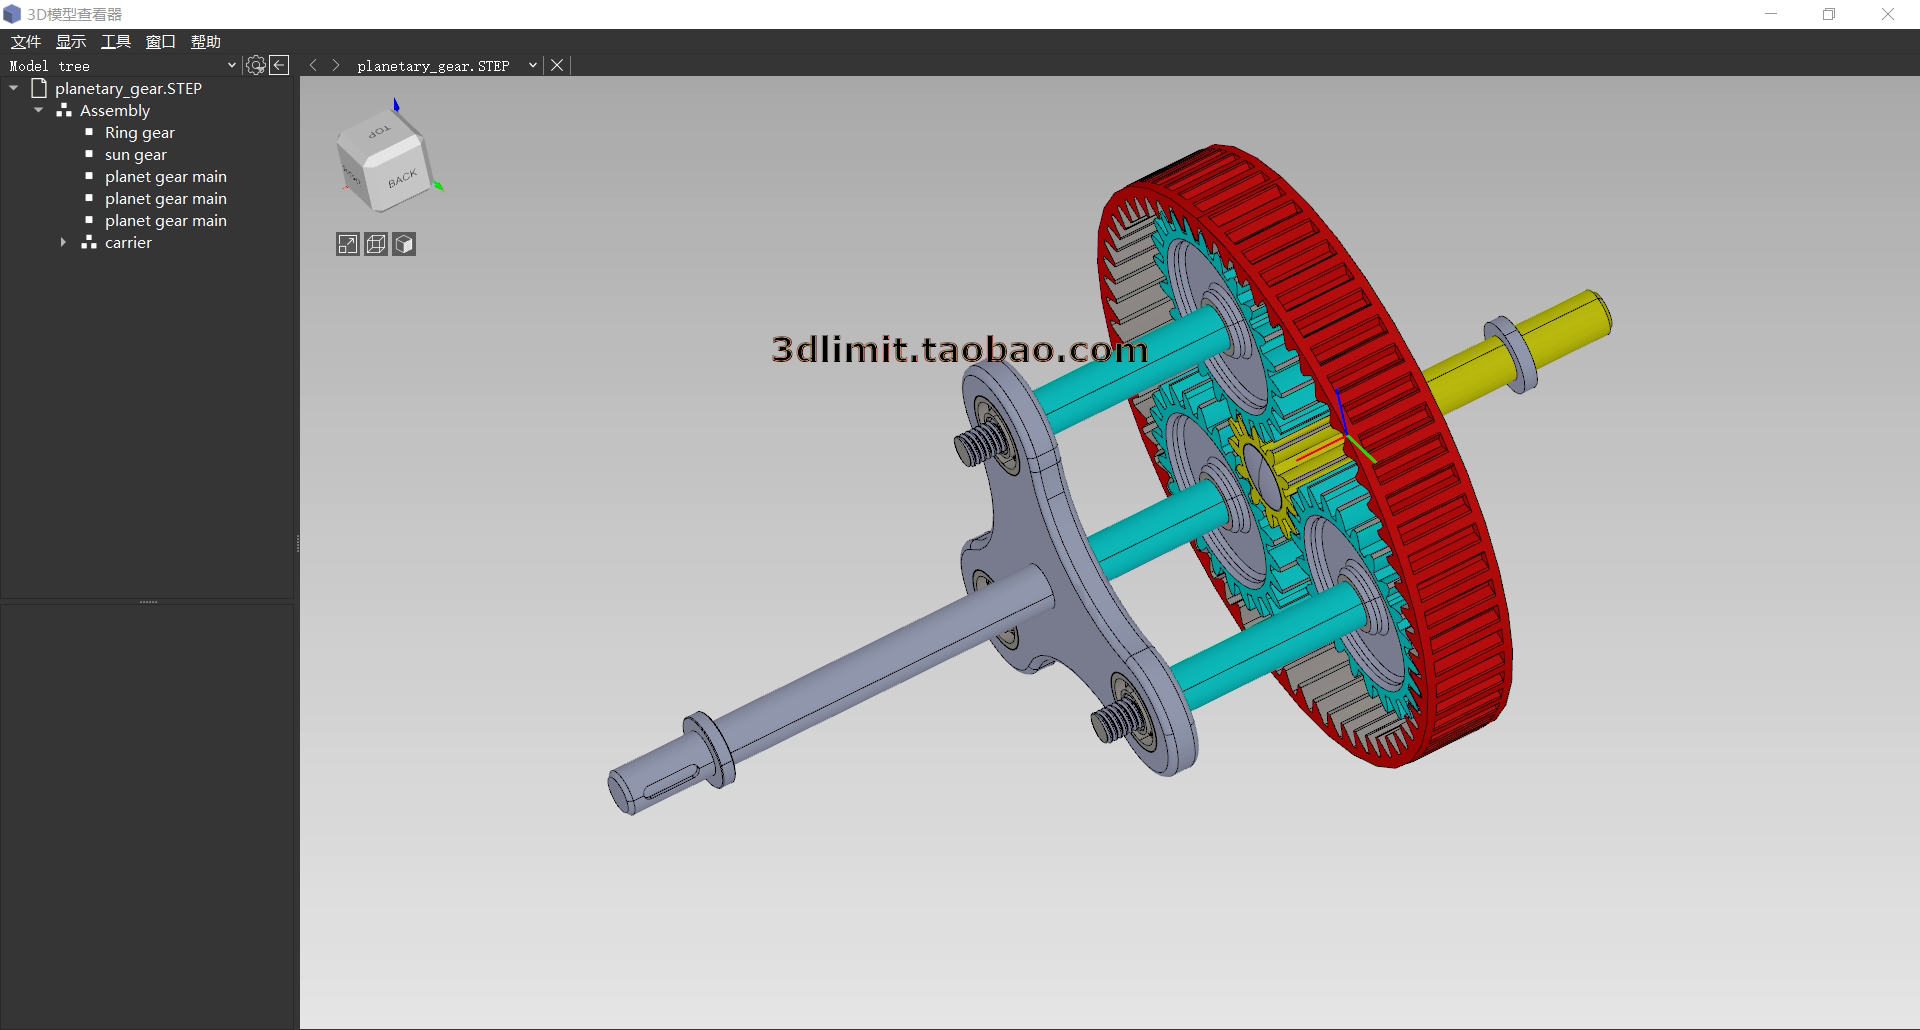 3D模型查看器
文件 显示 工具 窗口 帮助
Model tree
planetary_gear.STEP
planetary_gear.STEP
Assembly
Ring gear
sun gear
planet gear main
planet gear main
planet gear main
carrier
TOP
BACK
3dlimit.taobao.com